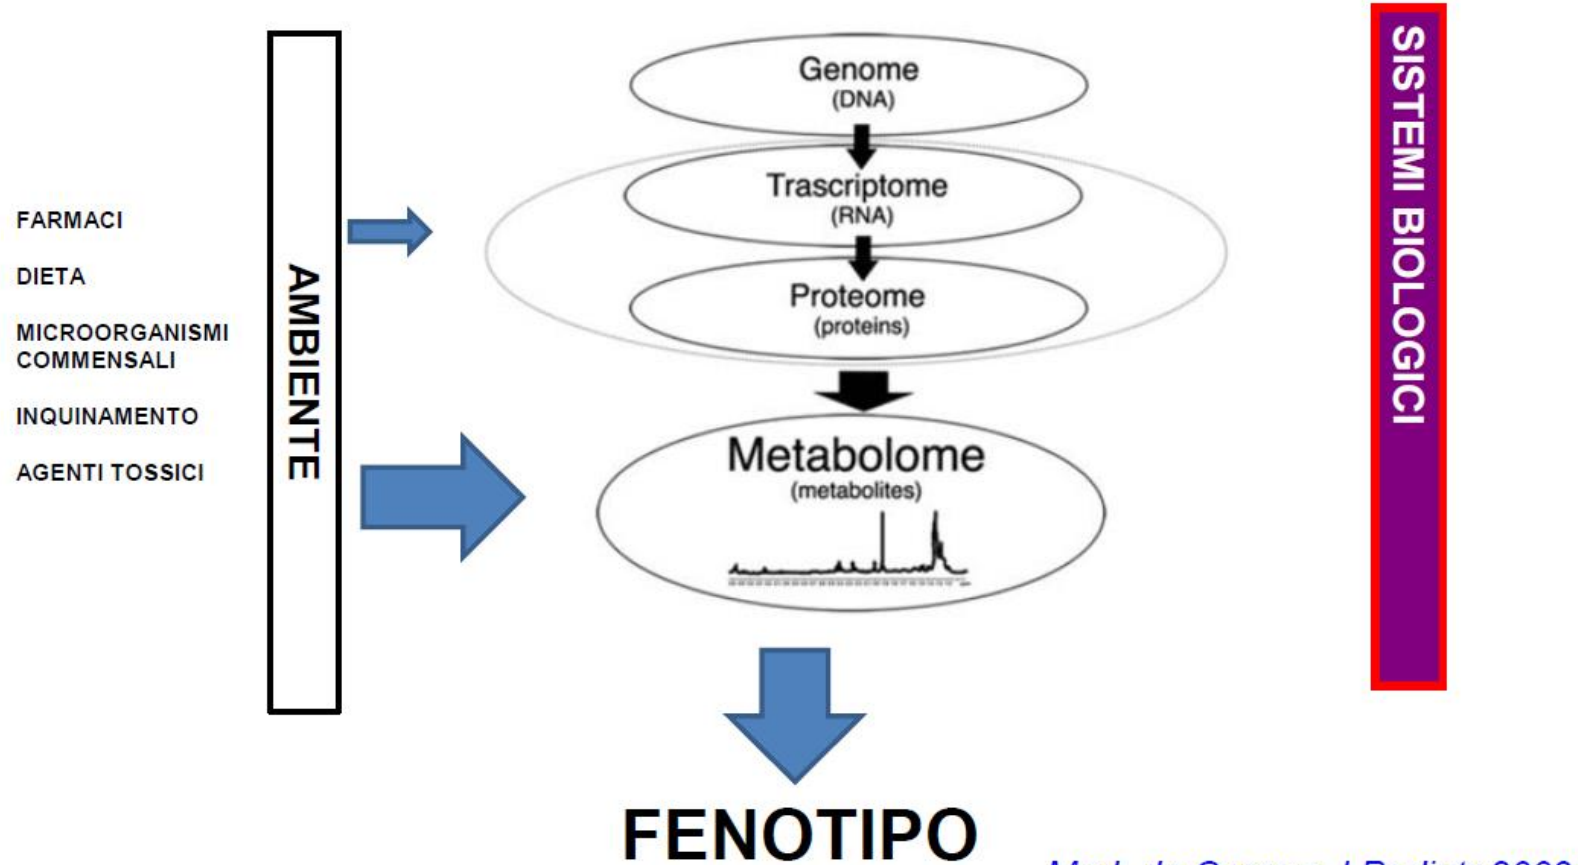 FARMACI
DIETA
MICROORGANISMI
COMMENSALI
INQUINAMENTO
AGENTI TOSSICI
AMBIENTE
Genome
(DNA)
Trascriptome
(RNA)
Proteome
(proteins)
Metabolome
(metabolites)
FENOTIPO
SISTEMI BIOLOGICI